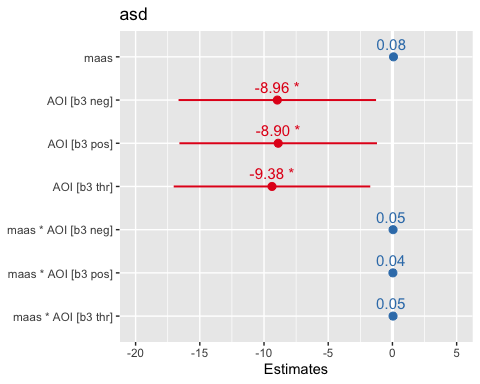 asd
maas
0.08
AOI [b3 neg]
-8.96 *
AOI [b3 pos]
-8.90 *
AOI [b3 thr]
-9.38 *
maas * AOI [b3 neg]
0.05
maas * AOI [b3 pos]
0.04
maas * AOI [b3 thr]
0.05
-20 -15 -10 -5 0 5
Estimates